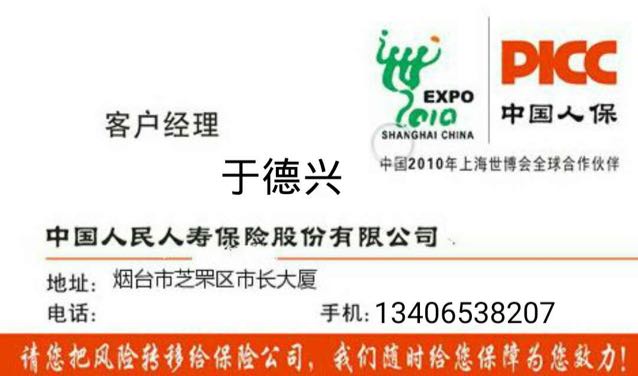 EXPO
2010
SHANGHAI CHINA
PICC
中国人保
中国2010年上海世博会全球合作伙伴
客户经理
于德兴
中国人民人寿保险股份有限公司
地址: 烟台市芝罘区市长大厦
电话:
手机:13406538207
请您把风险转移给保险公司,我们随时给您保障为您效力!